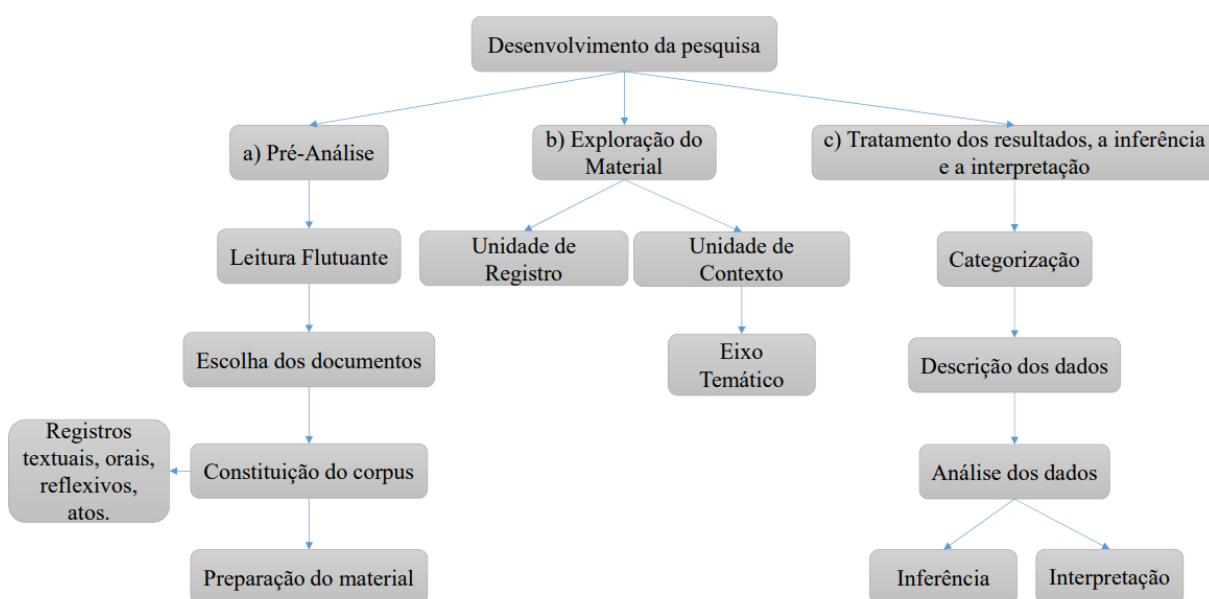 Desenvolvimento da pesquisa
a) Pré-Análise
b) Exploração do
Material
c) Tratamento dos resultados, a inferência
e a interpretação
Leitura Flutuante
Unidade de
Registro
Unidade de
Contexto
Categorização
Escolha dos documentos
Eixo
Temático
Descrição dos dados
Registros
textuais, orais,
reflexivos,
atos.
Constituição do corpus
Análise dos dados
Preparação do material
Inferência
Interpretação